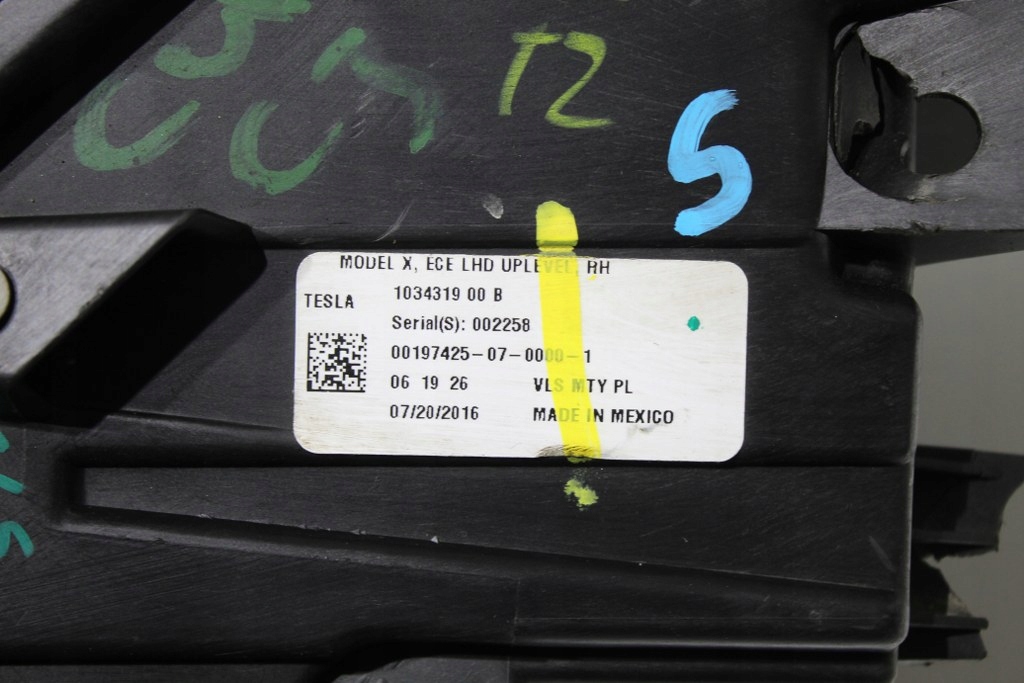 T2
S
MODEL X, ECE LHD UPLEVEL, RH
TESLA
1034319 00 B
Serial(S): 002258
00197425-07-0000-1
06 19 26 VLS MTY PL
07/20/2016 MADE IN MEXICO